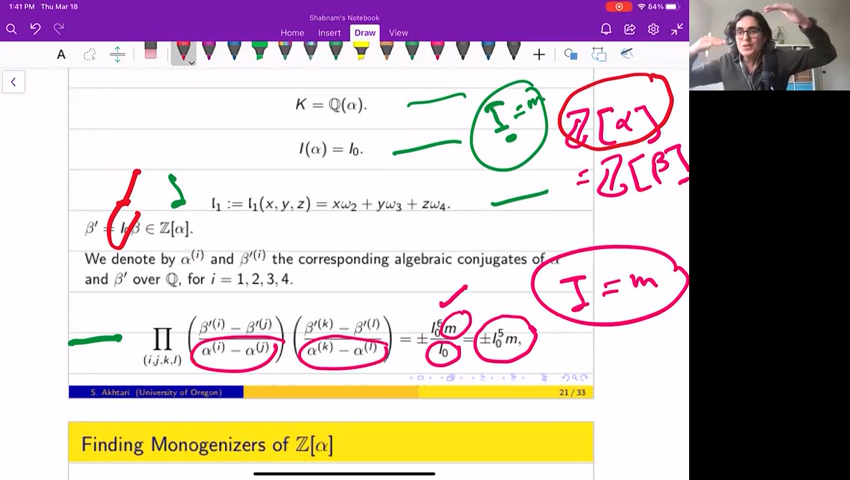 1:41 PM Thu Mar 18
84%
Shabnam's Notebook
Home Insert Draw View
A
K = ℚ(α).
I = m
ℤ[α]
I(α) = I₀.
= ℤ[β]
I₁ := I₁(x, y, z) = xω₂ + yω₃ + zω₄.
β′ = I₀β ∈ ℤ[α].
We denote by α⁽ⁱ⁾ and β′⁽ⁱ⁾ the corresponding algebraic conjugates of α
and β′ over ℚ, for i = 1, 2, 3, 4.
I = m
∏_(i,j,k,l) ((β′⁽ⁱ⁾ − β′⁽ʲ⁾)/(α⁽ⁱ⁾ − α⁽ʲ⁾)) ((β′⁽ᵏ⁾ − β′⁽ˡ⁾)/(α⁽ᵏ⁾ − α⁽ˡ⁾)) = ± I₀⁶m/I₀ = ±I₀⁵m,
S. Akhtari (University of Oregon) 21 / 33
Finding Monogenizers of ℤ[α]